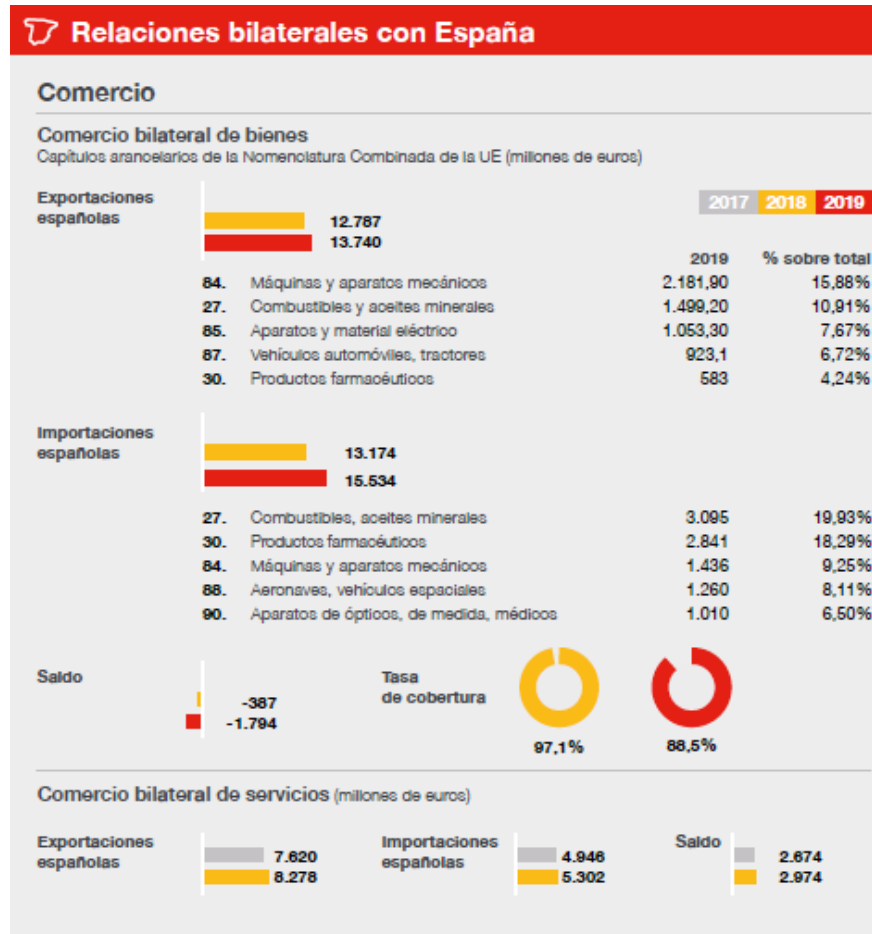 Relaciones bilaterales con España
Comercio
Comercio bilateral de bienes
Capítulos arancelarios de la Nomenclatura Combinada de la UE (millones de euros)
Exportaciones
españolas
2017 2018 2019
12.787
13.740
2019 % sobre total
84. Máquinas y aparatos mecánicos 2.181,90 15,88%
27. Combustibles y aceites minerales 1.499,20 10,91%
85. Aparatos y material eléctrico 1.053,30 7,67%
87. Vehículos automóviles, tractores 923,1 6,72%
30. Productos farmacéuticos 583 4,24%
Importaciones
españolas
13.174
15.534
27. Combustibles, aceites minerales 3.095 19,93%
30. Productos farmacéuticos 2.841 18,29%
84. Máquinas y aparatos mecánicos 1.436 9,25%
88. Aeronaves, vehículos espaciales 1.260 8,11%
90. Aparatos de ópticos, de medida, médicos 1.010 6,50%
Saldo
-387
-1.794
Tasa
de cobertura
97,1% 88,5%
Comercio bilateral de servicios (millones de euros)
Exportaciones
españolas
7.620
8.278
Importaciones
españolas
4.946
5.302
Saldo
2.674
2.974